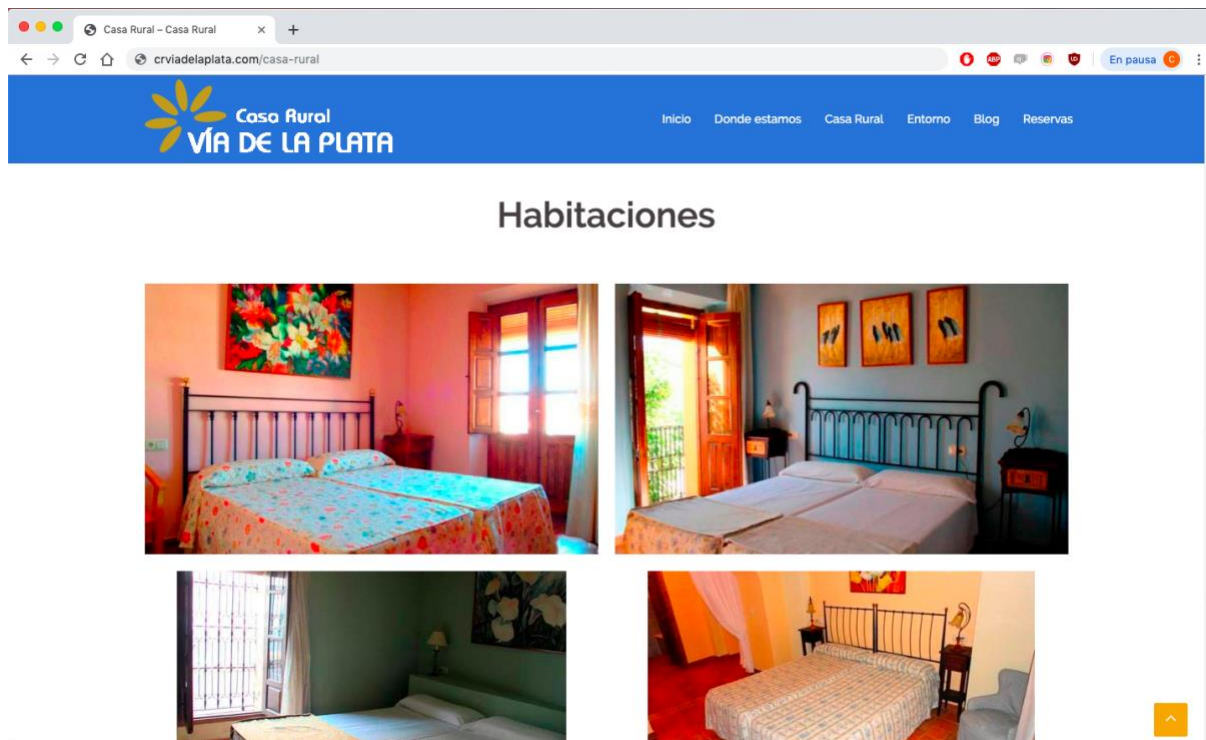 Casa Rural – Casa Rural
crviadelaplata.com/casa-rural
ABP
En pausa C
Casa Rural
VÍA DE LA PLATA
Inicio Donde estamos Casa Rural Entorno Blog Reservas
Habitaciones